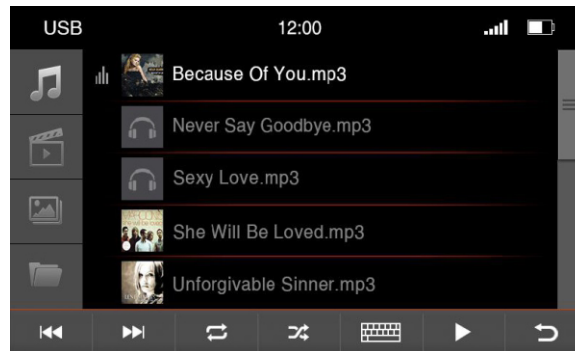 USB
12:00
Because Of You.mp3
Never Say Goodbye.mp3
Sexy Love.mp3
She Will Be Loved.mp3
Unforgivable Sinner.mp3